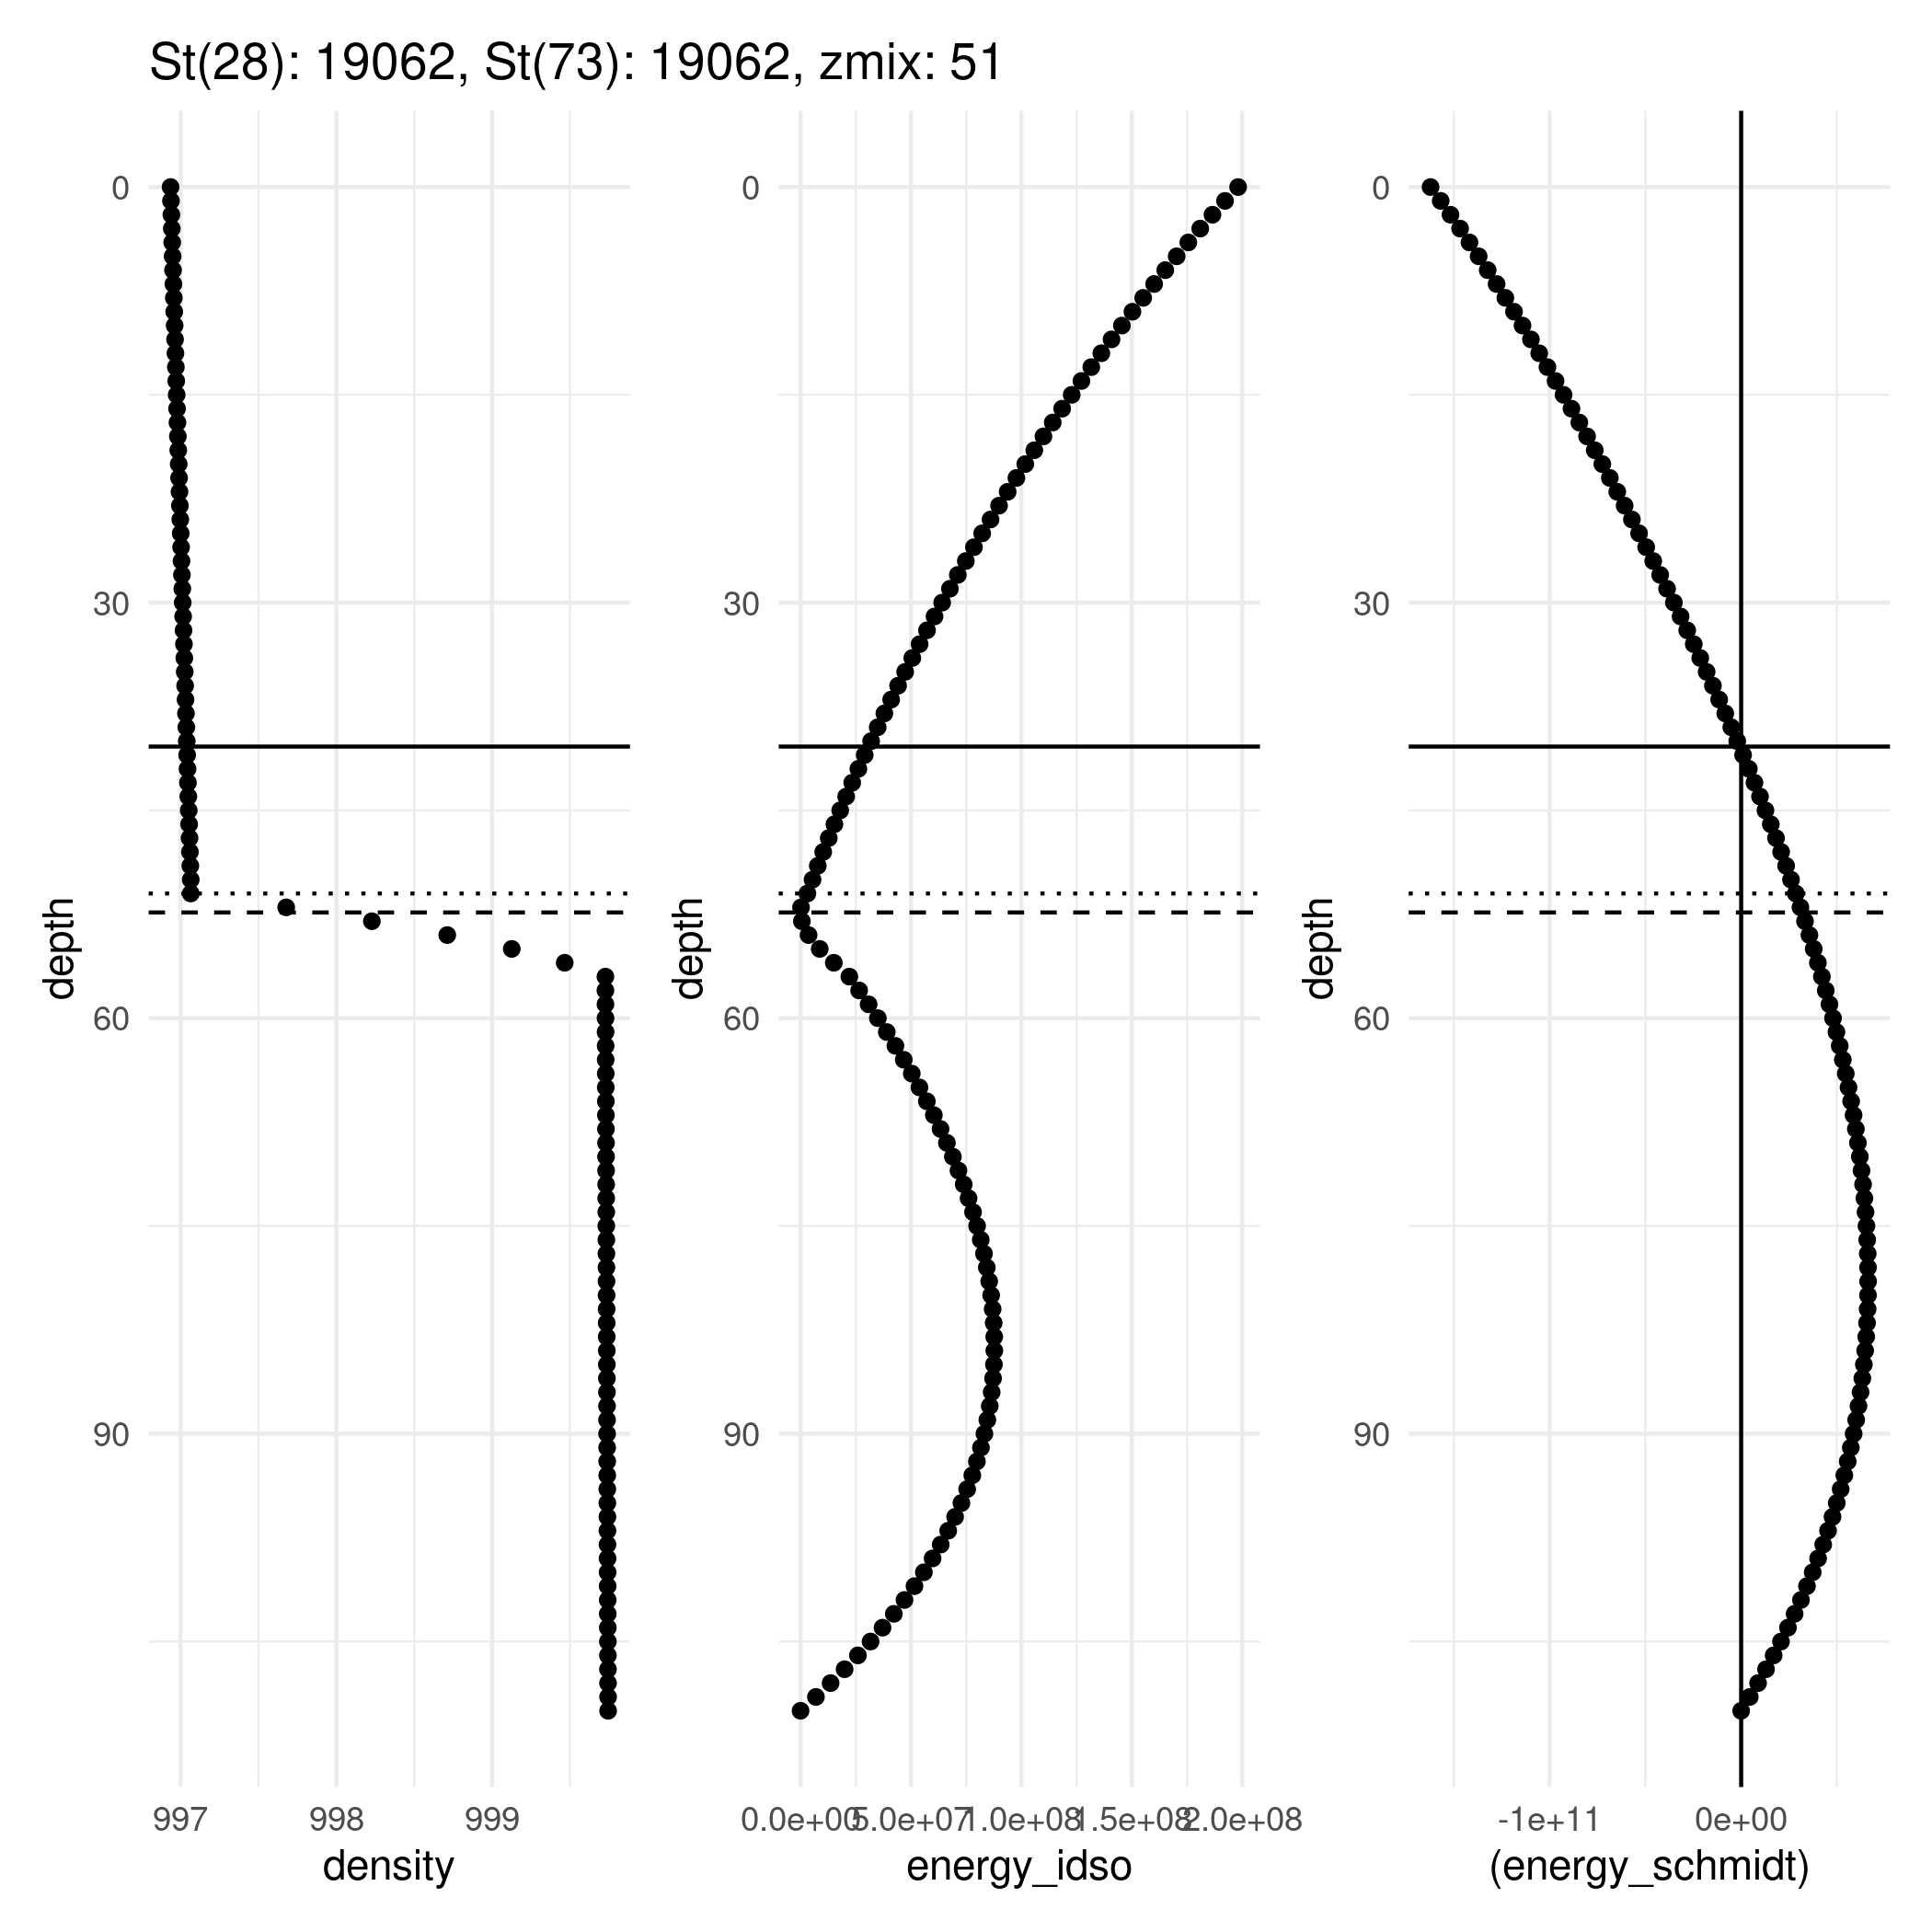 St(28): 19062, St(73): 19062, zmix: 51
0
30
60
90
depth
997 998 999
density
0
30
60
90
depth
0.0e+00 5.0e+07 1.0e+08 1.5e+08 2.0e+08
energy_idso
0
30
60
90
depth
-1e+11 0e+00
(energy_schmidt)